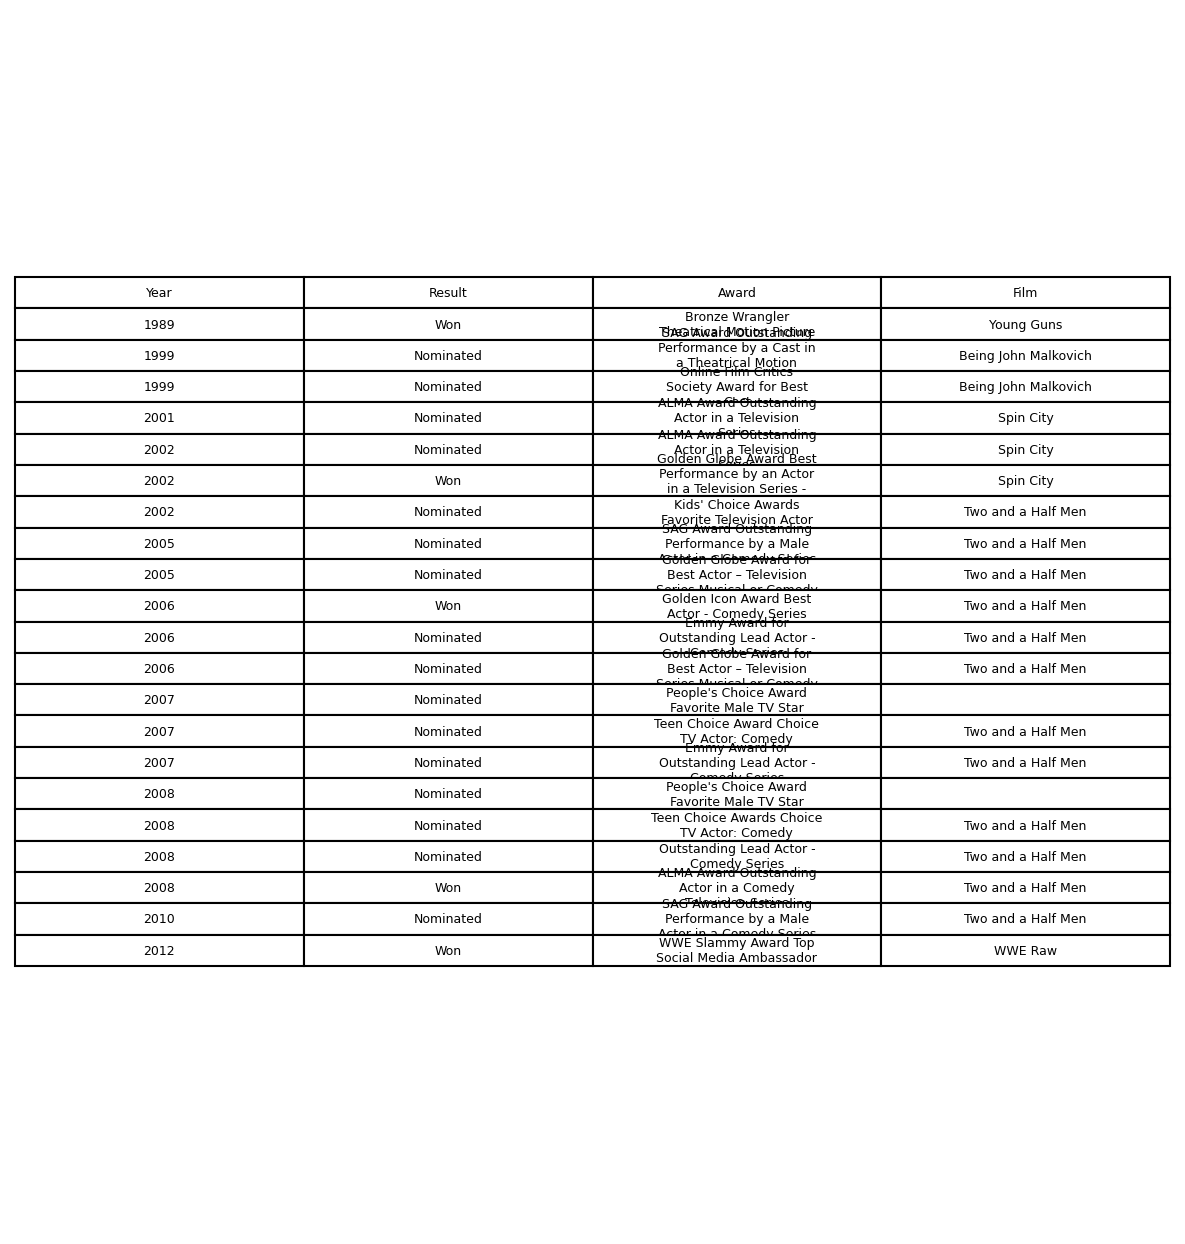 Year Result Award Film
1989 Won Bronze Wrangler Young Guns
Theatrical Motion Picture
1999 Nominated SAG Award Outstanding Being John Malkovich
Performance by a Cast in
a Theatrical Motion
1999 Nominated Online Film Critics Being John Malkovich
Society Award for Best
Cast
2001 Nominated ALMA Award Outstanding Spin City
Actor in a Television
Series
2002 Nominated ALMA Award Outstanding Spin City
Actor in a Television
Series
2002 Won Golden Globe Award Best Spin City
Performance by an Actor
in a Television Series -
2002 Nominated Kids' Choice Awards Two and a Half Men
Favorite Television Actor
2005 Nominated SAG Award Outstanding Two and a Half Men
Performance by a Male
Actor in a Comedy Series
2005 Nominated Golden Globe Award for Two and a Half Men
Best Actor – Television
Series Musical or Comedy
2006 Won Golden Icon Award Best Two and a Half Men
Actor - Comedy Series
2006 Nominated Emmy Award for Two and a Half Men
Outstanding Lead Actor -
Comedy Series
2006 Nominated Golden Globe Award for Two and a Half Men
Best Actor – Television
Series Musical or Comedy
2007 Nominated People's Choice Award
Favorite Male TV Star
2007 Nominated Teen Choice Award Choice Two and a Half Men
TV Actor: Comedy
2007 Nominated Emmy Award for Two and a Half Men
Outstanding Lead Actor -
Comedy Series
2008 Nominated People's Choice Award
Favorite Male TV Star
2008 Nominated Teen Choice Awards Choice Two and a Half Men
TV Actor: Comedy
2008 Nominated Outstanding Lead Actor - Two and a Half Men
Comedy Series
2008 Won ALMA Award Outstanding Two and a Half Men
Actor in a Comedy
Television Series
2010 Nominated SAG Award Outstanding Two and a Half Men
Performance by a Male
Actor in a Comedy Series
2012 Won WWE Slammy Award Top WWE Raw
Social Media Ambassador